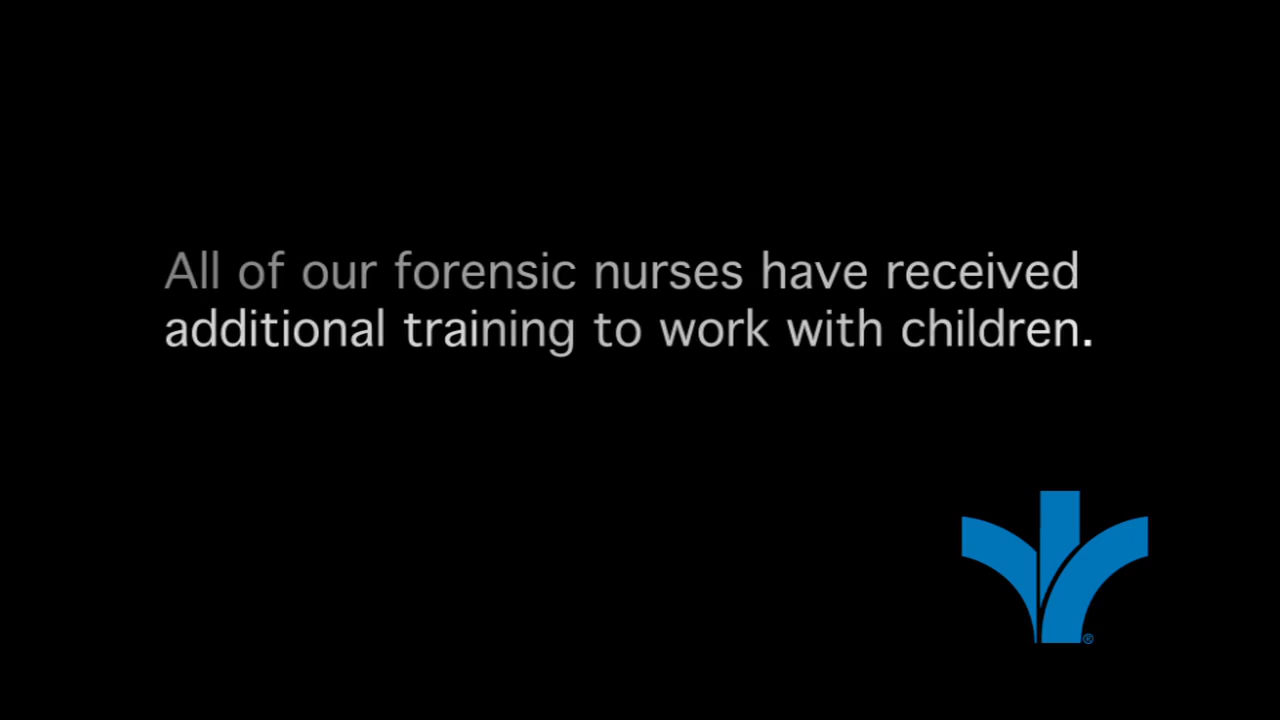 All of our forensic nurses have received
additional training to work with children.
®